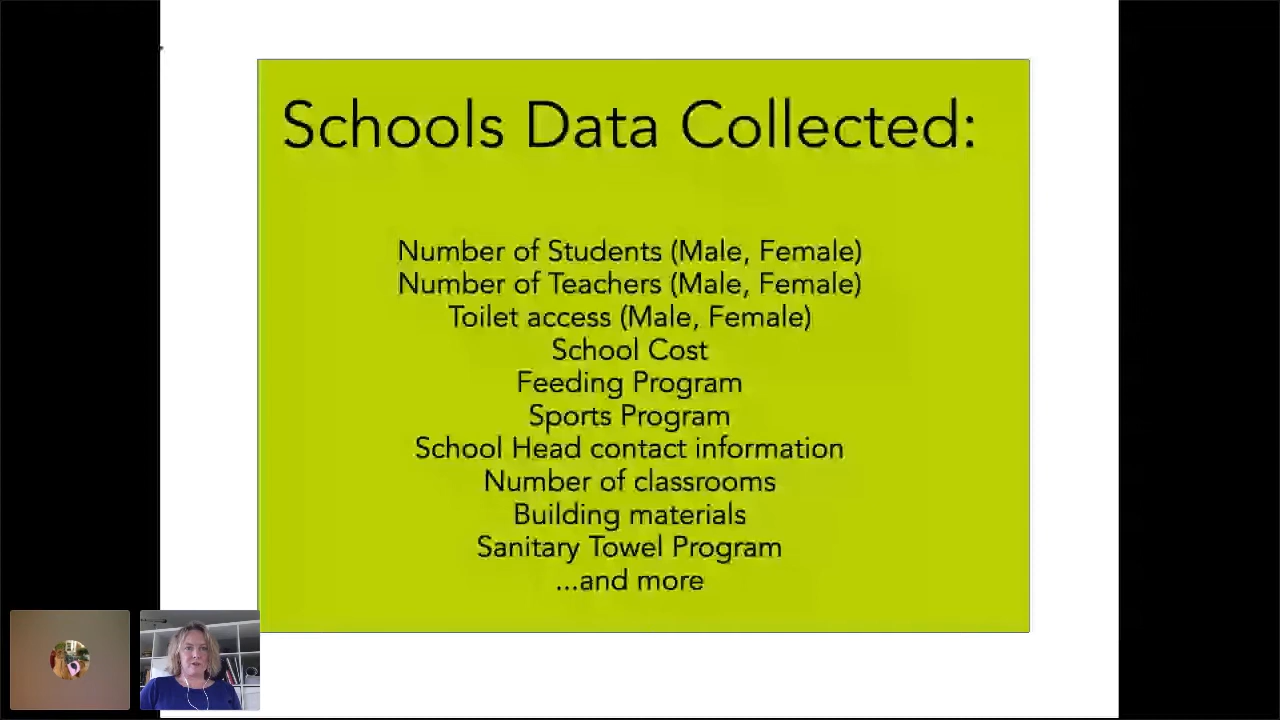 Schools Data Collected:
Number of Students (Male, Female)
Number of Teachers (Male, Female)
Toilet access (Male, Female)
School Cost
Feeding Program
Sports Program
School Head contact information
Number of classrooms
Building materials
Sanitary Towel Program
...and more